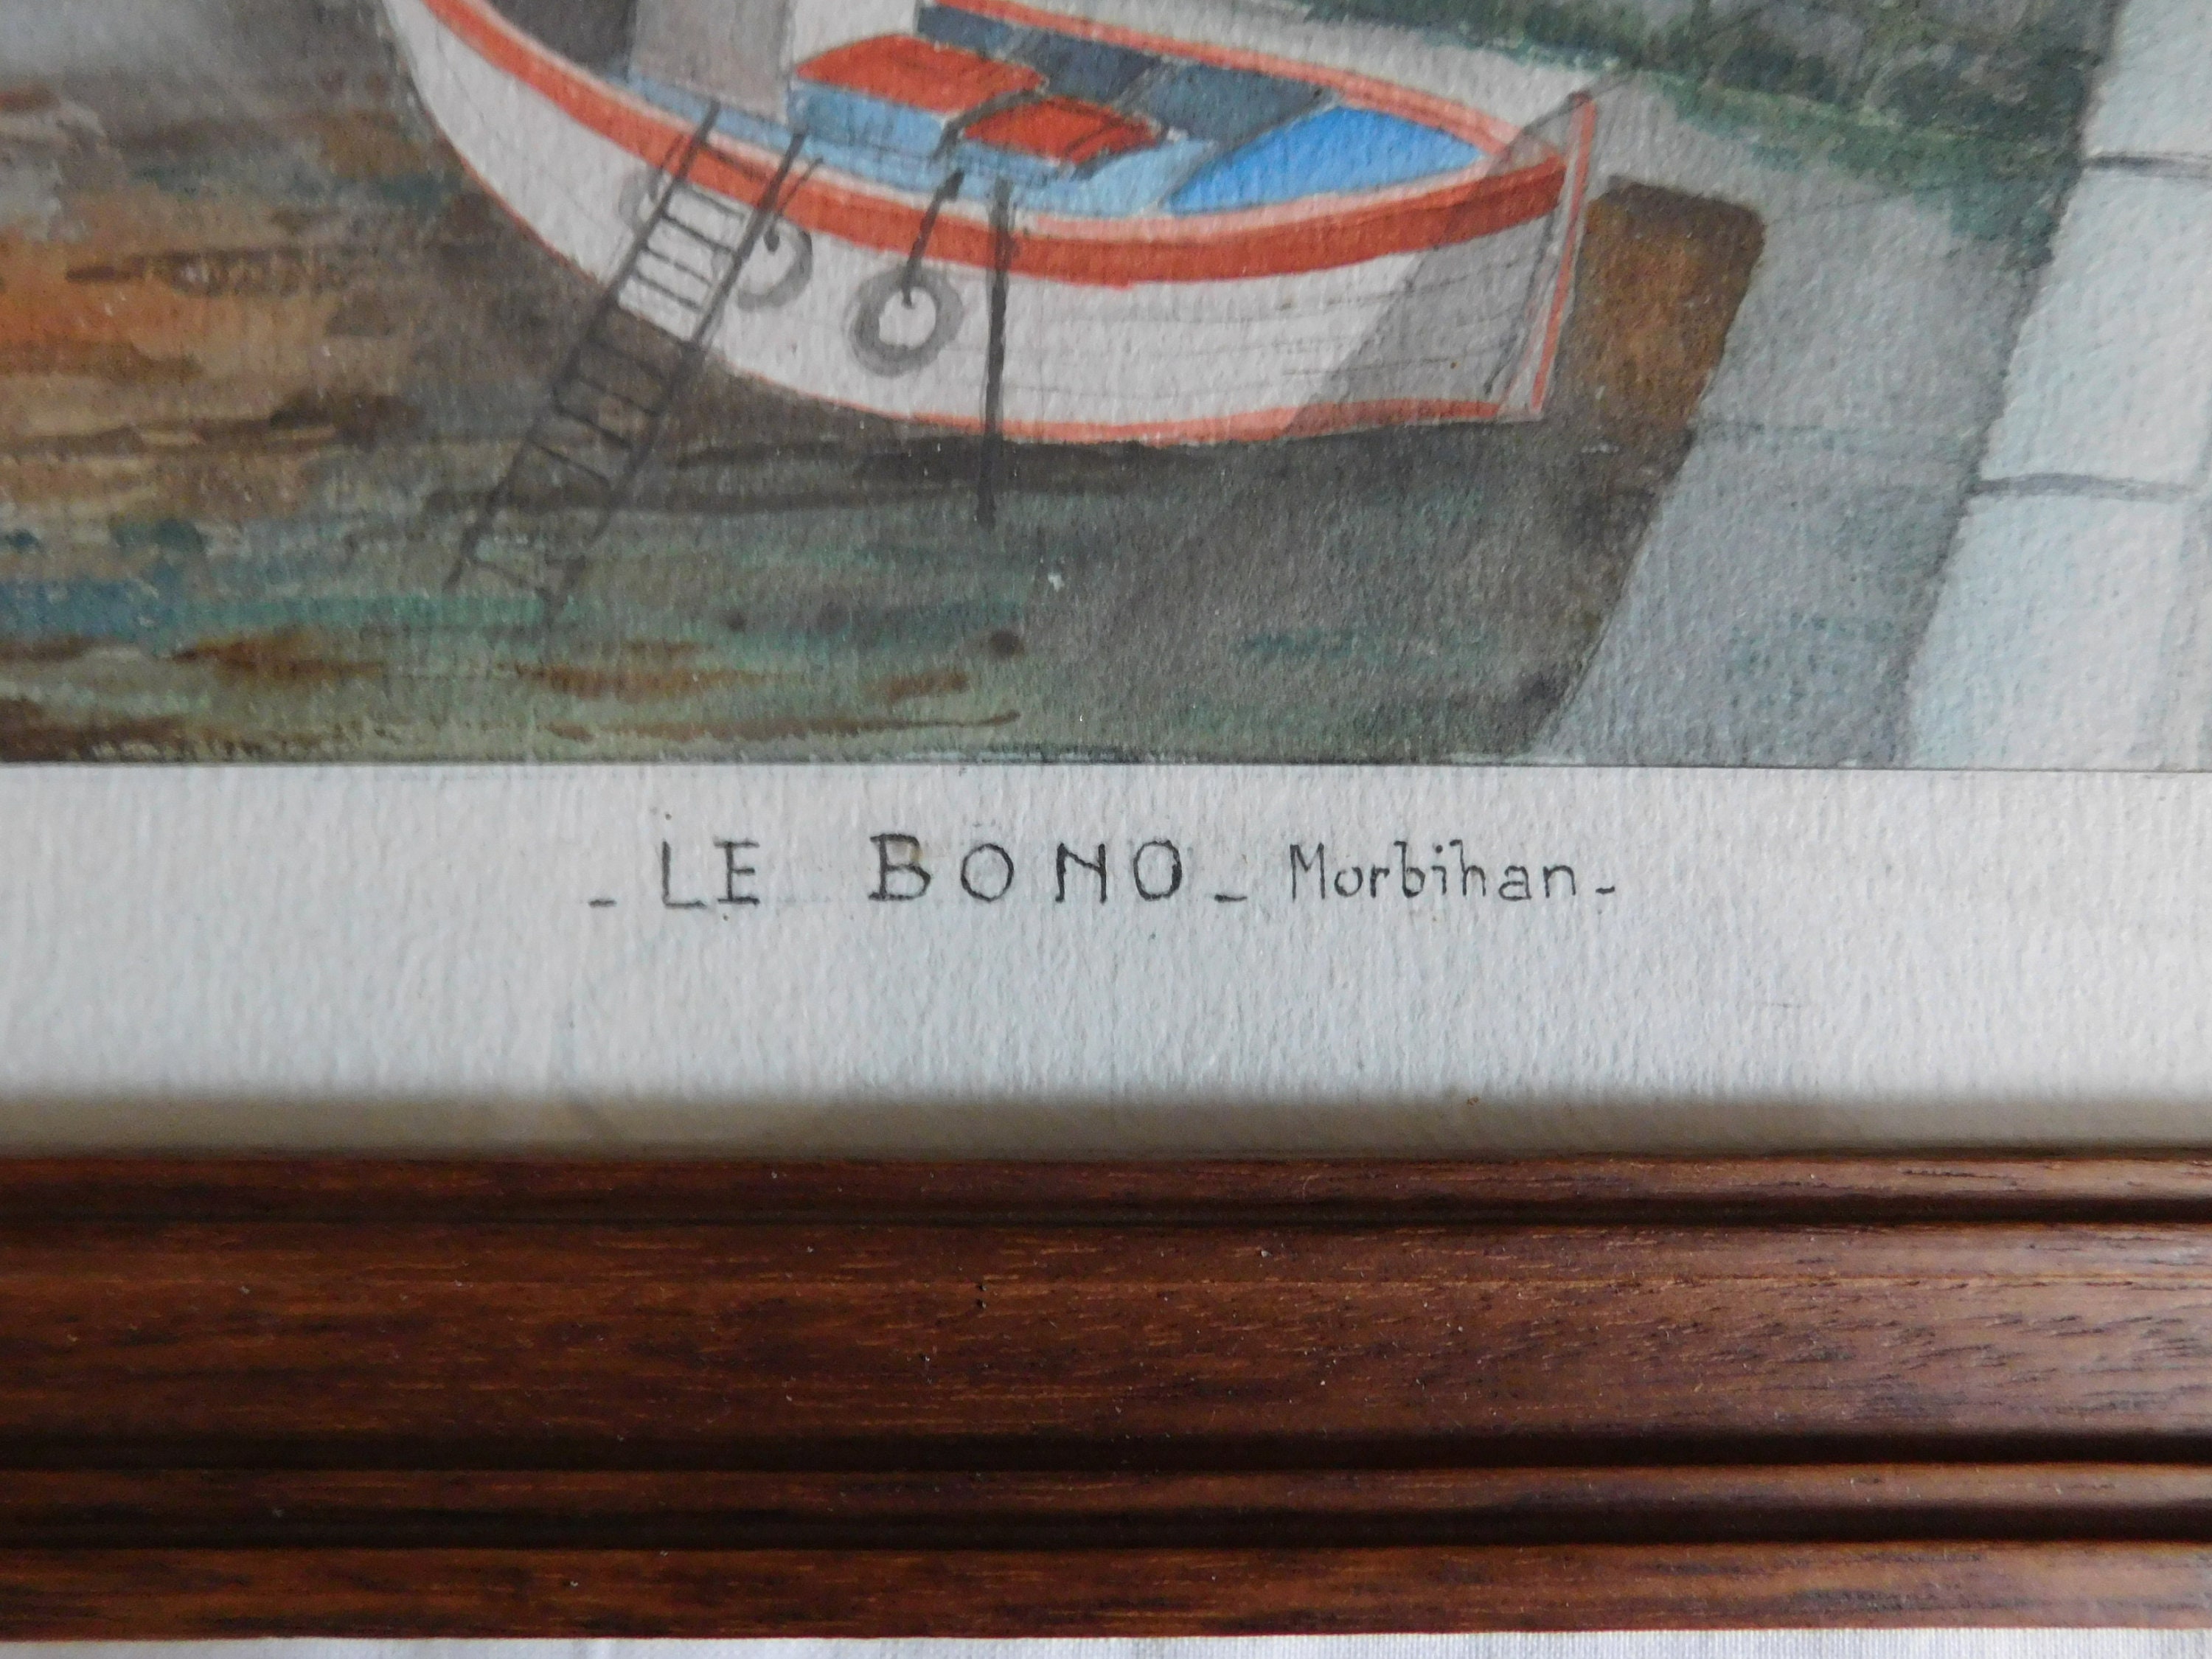 - LE BONO - Morbihan -